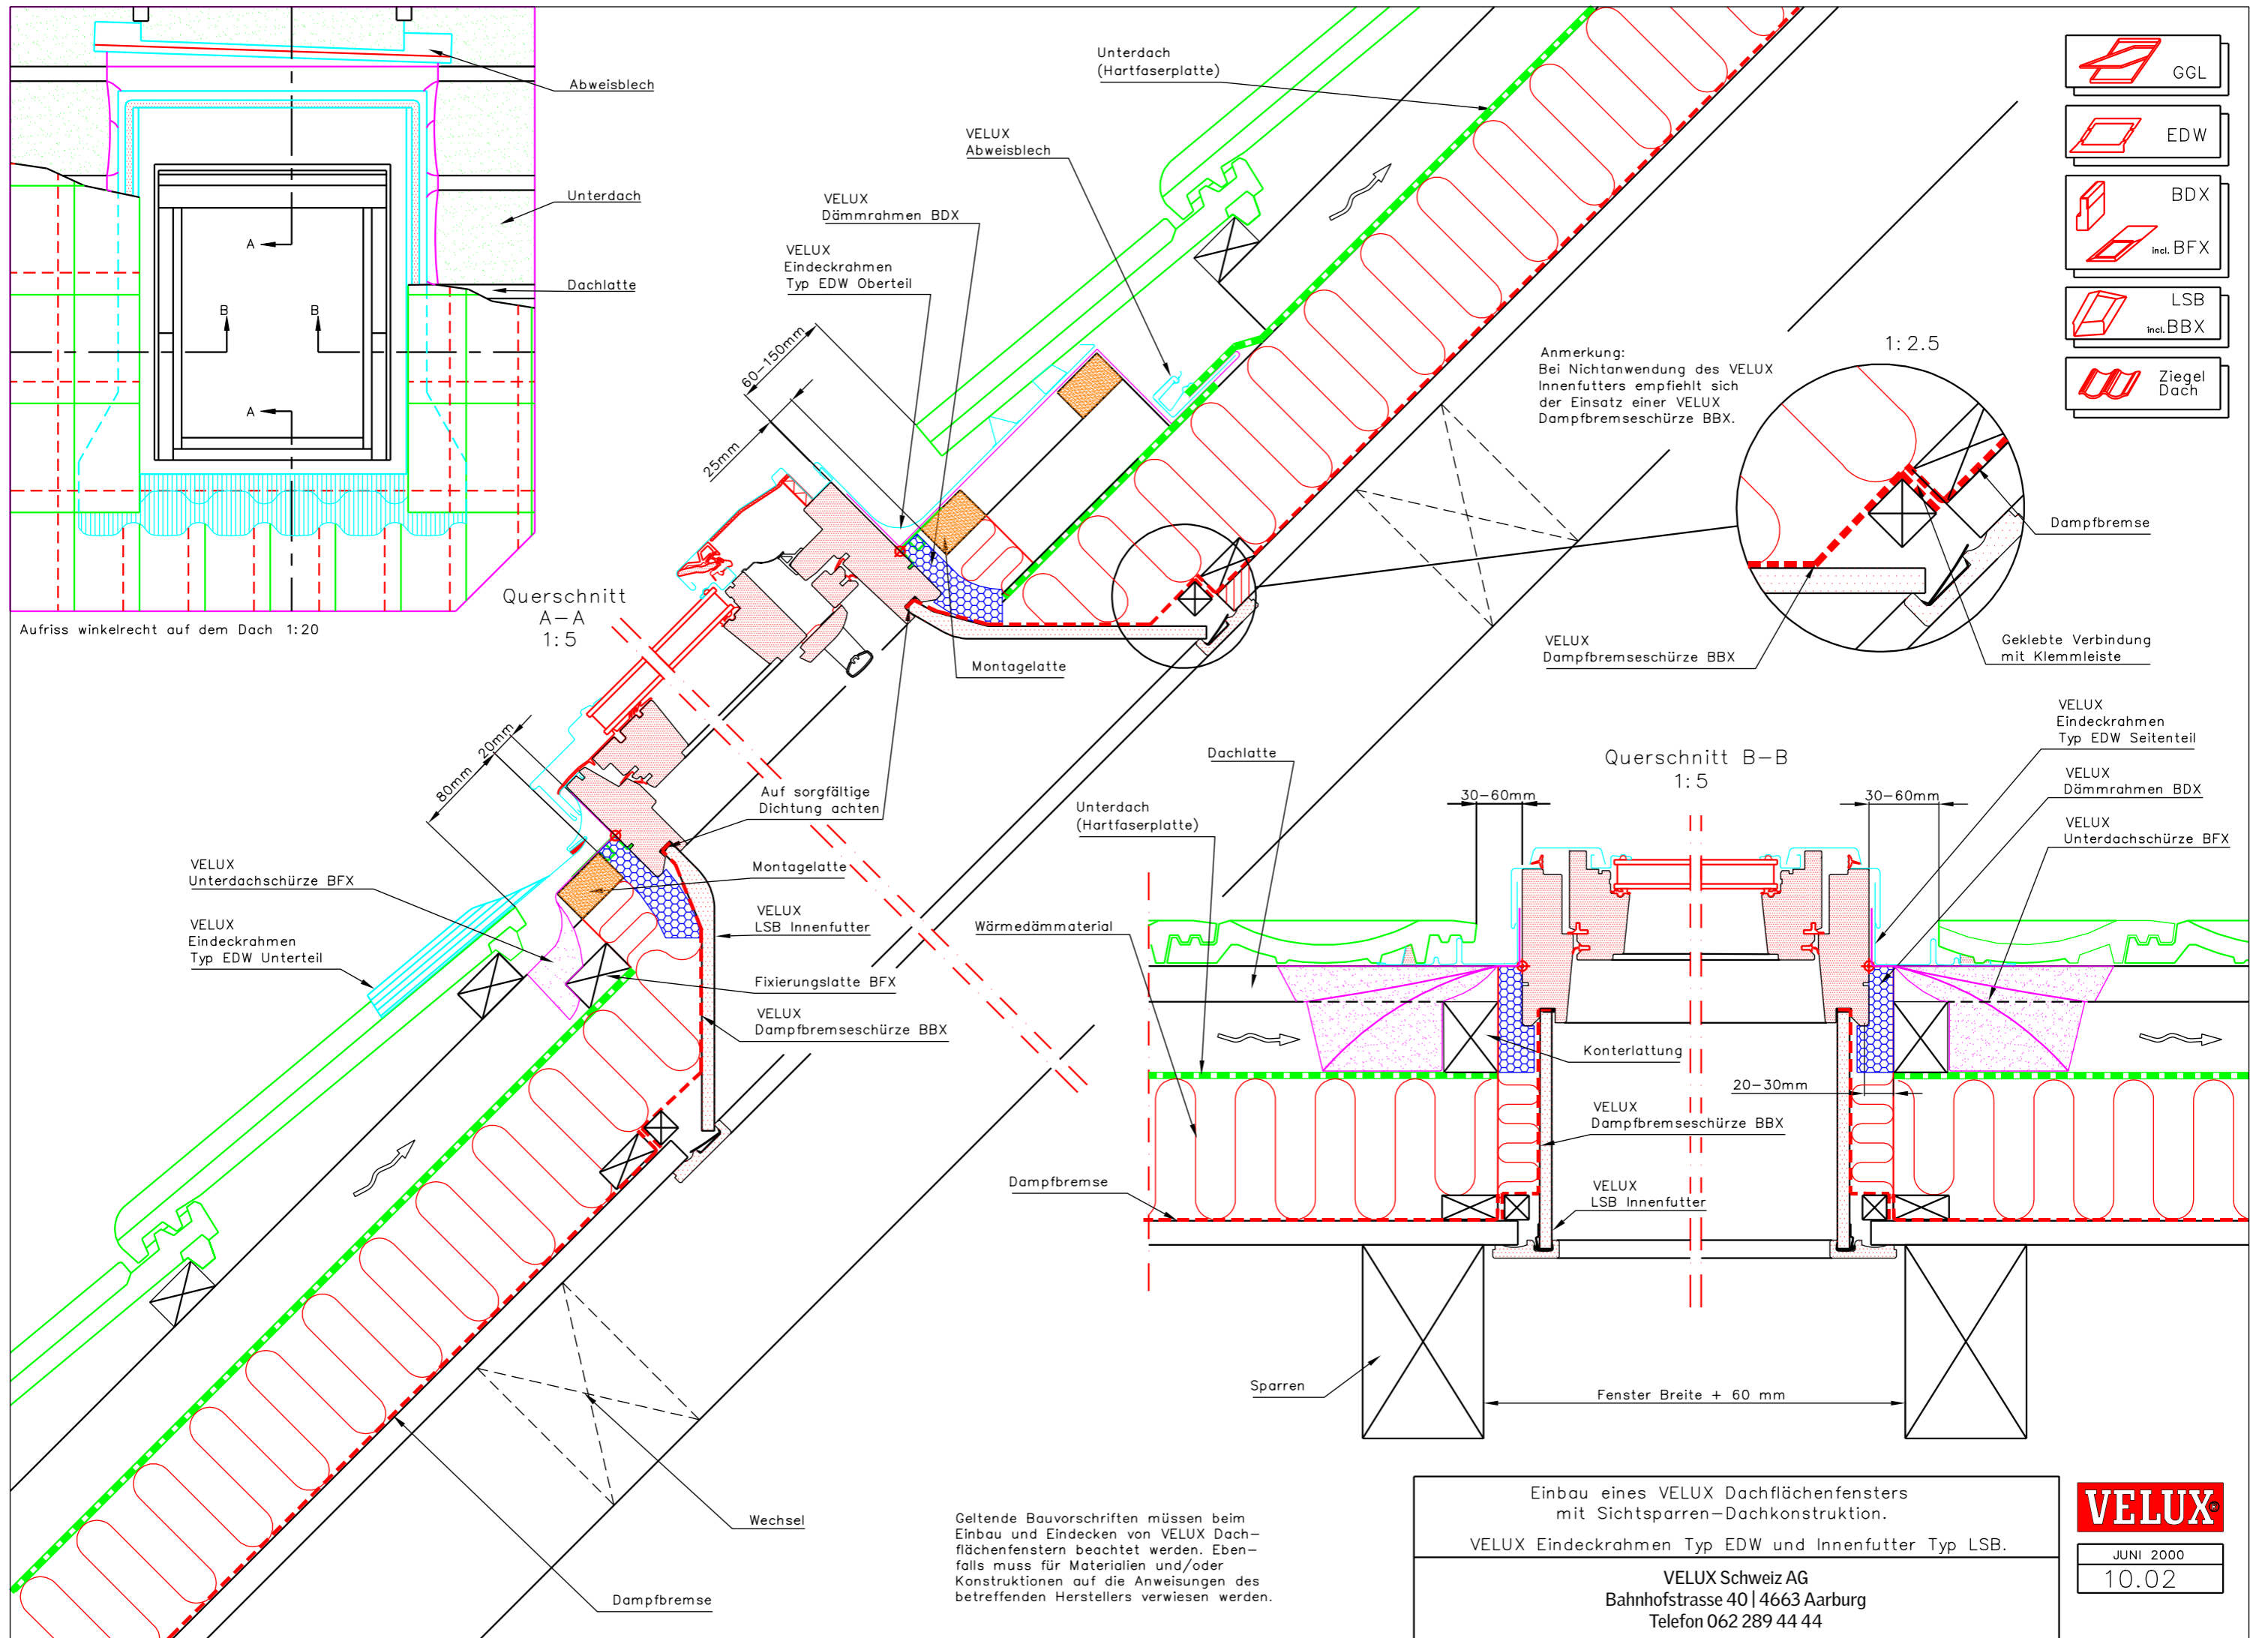 Abweisblech
Unterdach
Dachlatte
A
B
B
A
Aufriss winkelrecht auf dem Dach 1:20
Unterdach
(Hartfaserplatte)
VELUX
Abweisblech
VELUX
Dämmrahmen BDX
VELUX
Eindeckrahmen
Typ EDW Oberteil
60-150mm
25mm
Querschnitt
A-A
1:5
Montagelatte
Anmerkung:
Bei Nichtanwendung des VELUX
Innenfutters empfiehlt sich
der Einsatz einer VELUX
Dampfbremseschürze BBX.
1:2.5
Dampfbremse
VELUX
Dampfbremseschürze BBX
Geklebte Verbindung
mit Klemmleiste
GGL
EDW
BDX
incl. BFX
LSB
incl. BBX
Ziegel
Dach
20mm
80mm
Auf sorgfältige
Dichtung achten
VELUX
Unterdachschürze BFX
VELUX
Eindeckrahmen
Typ EDW Unterteil
Montagelatte
VELUX
LSB Innenfutter
Fixierungslatte BFX
VELUX
Dampfbremseschürze BBX
Wechsel
Dampfbremse
Querschnitt B-B
1:5
Dachlatte
Unterdach
(Hartfaserplatte)
Wärmedämmaterial
Dampfbremse
Sparren
30-60mm
30-60mm
VELUX
Eindeckrahmen
Typ EDW Seitenteil
VELUX
Dämmrahmen BDX
VELUX
Unterdachschürze BFX
Konterlattung
20-30mm
VELUX
Dampfbremseschürze BBX
VELUX
LSB Innenfutter
Fenster Breite + 60 mm
Geltende Bauvorschriften müssen beim
Einbau und Eindecken von VELUX Dach-
flächenfenstern beachtet werden. Eben-
falls muss für Materialien und/oder
Konstruktionen auf die Anweisungen des
betreffenden Herstellers verwiesen werden.
Einbau eines VELUX Dachflächenfensters
mit Sichtsparren-Dachkonstruktion.
VELUX Eindeckrahmen Typ EDW und Innenfutter Typ LSB.
VELUX Schweiz AG
Bahnhofstrasse 40 | 4663 Aarburg
Telefon 062 289 44 44
VELUX®
JUNI 2000
10.02